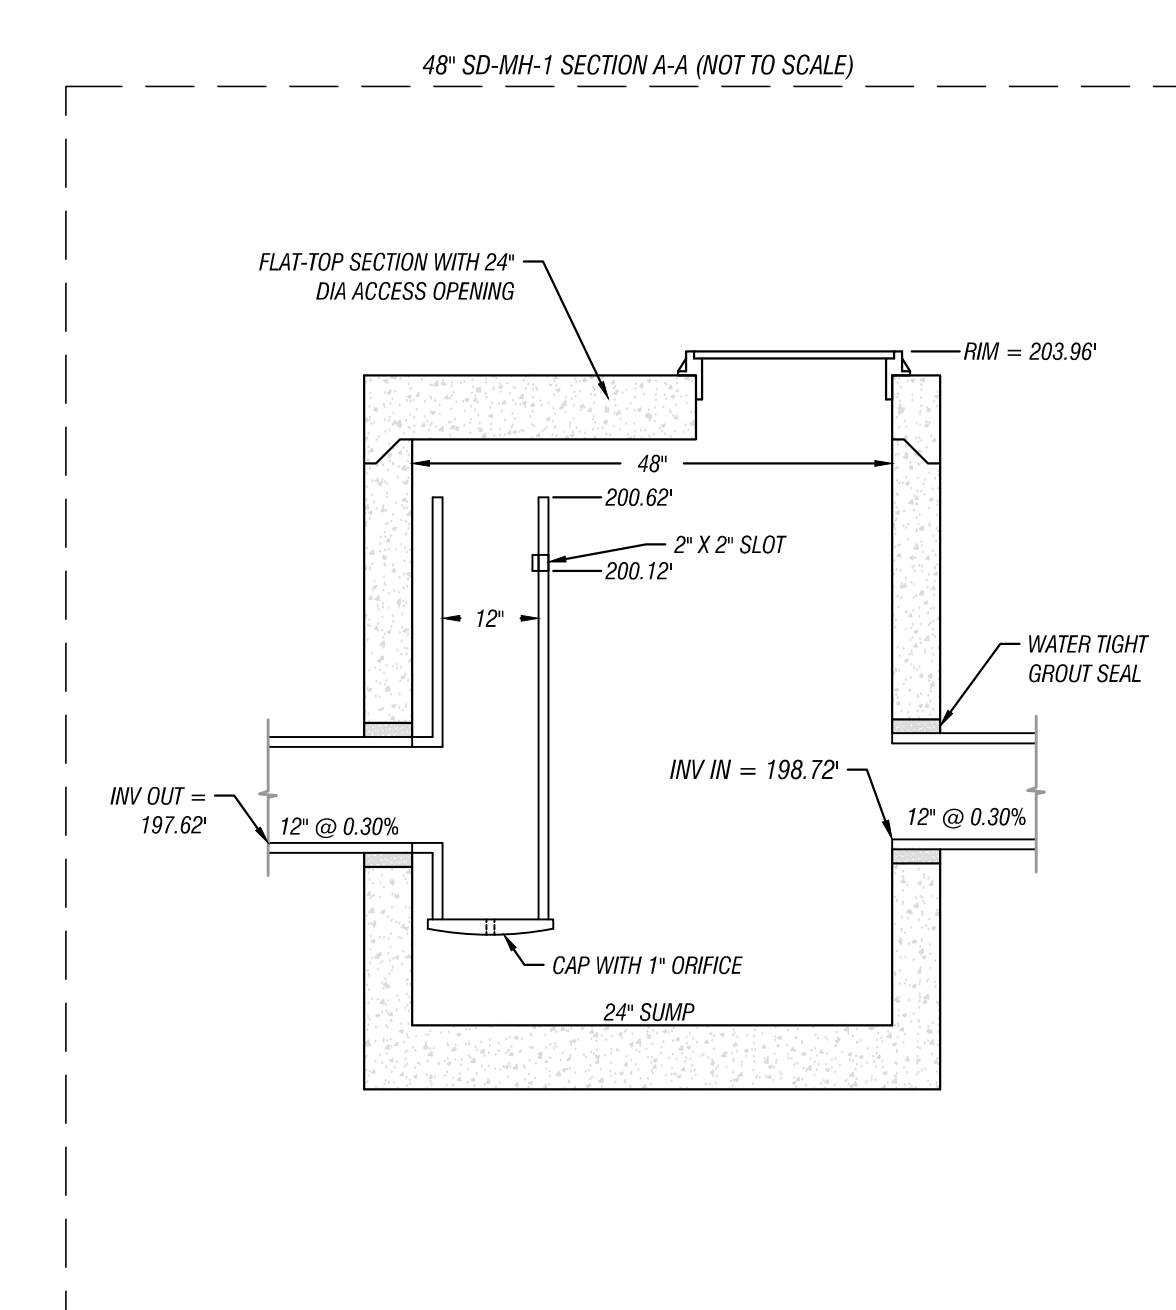 48" SD-MH-1 SECTION A-A (NOT TO SCALE)
FLAT-TOP SECTION WITH 24"
DIA ACCESS OPENING
RIM = 203.96'
48"
200.62'
2" X 2" SLOT
200.12'
12"
WATER TIGHT
GROUT SEAL
INV IN = 198.72'
INV OUT =
197.62'
12" @ 0.30%
12" @ 0.30%
CAP WITH 1" ORIFICE
24" SUMP